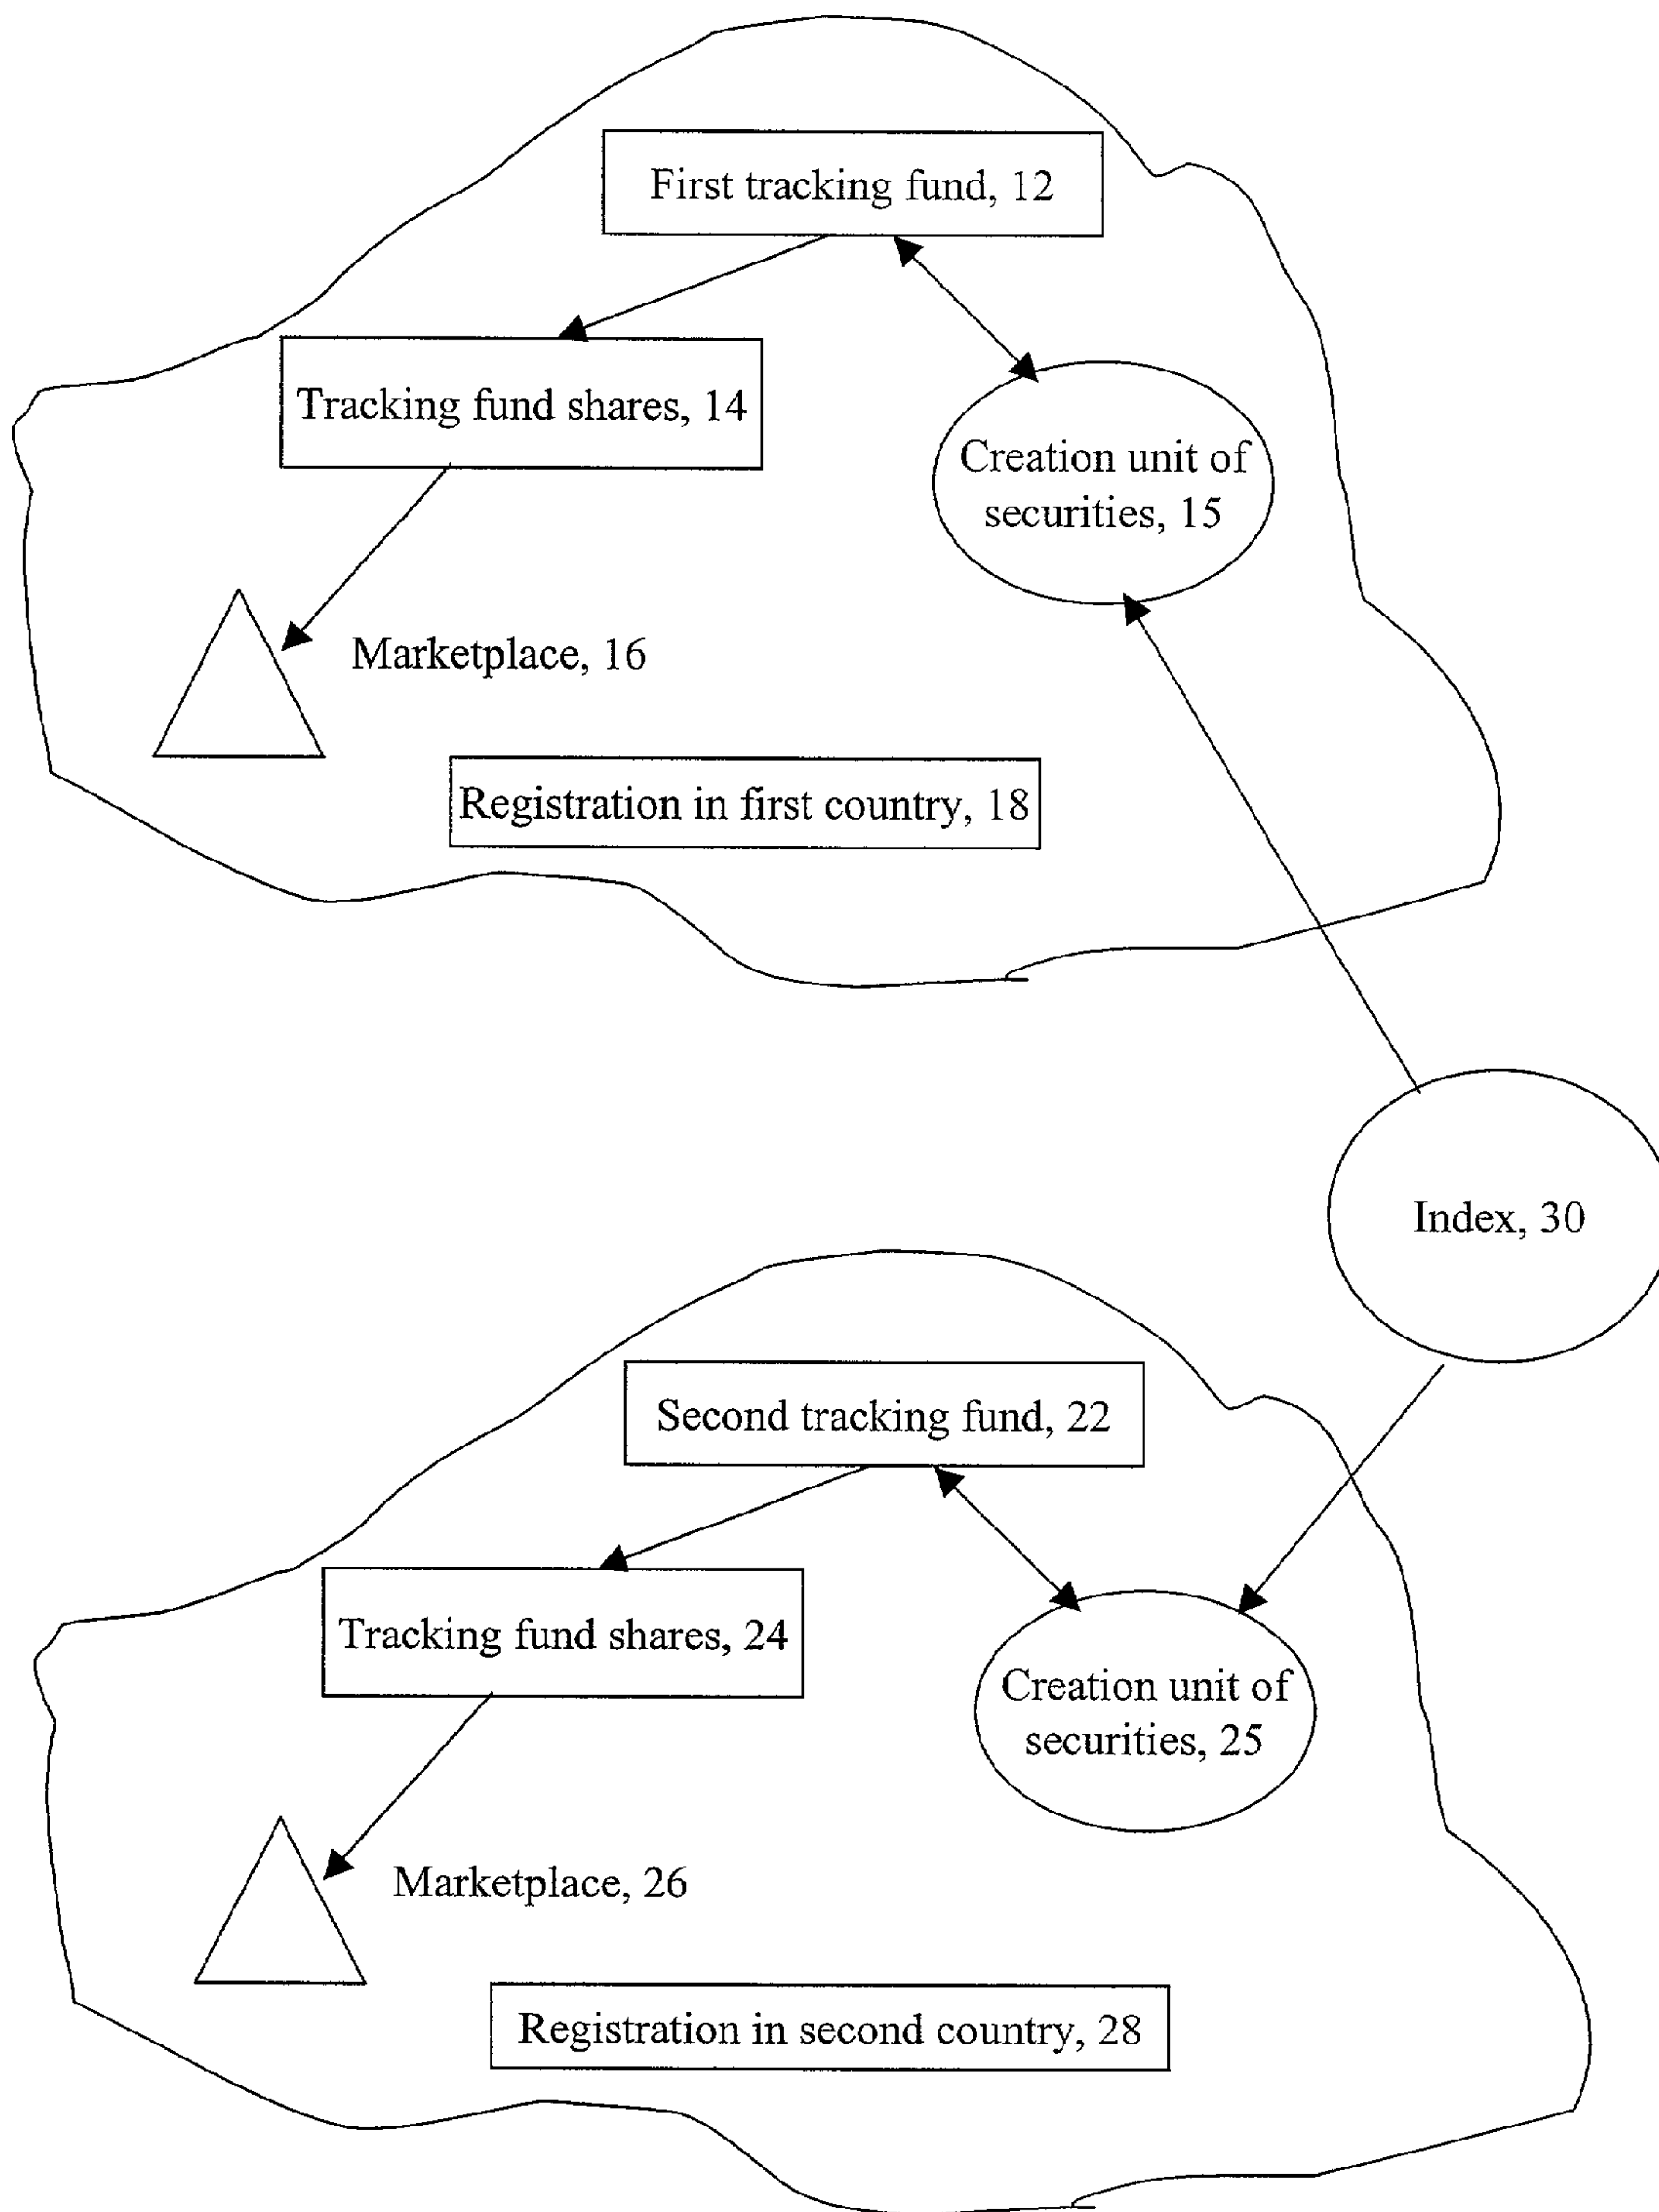 First tracking fund, 12
Tracking fund shares, 14
Creation unit of
securities, 15
Marketplace, 16
Registration in first country, 18
Index, 30
Second tracking fund, 22
Tracking fund shares, 24
Creation unit of
securities, 25
Marketplace, 26
Registration in second country, 28